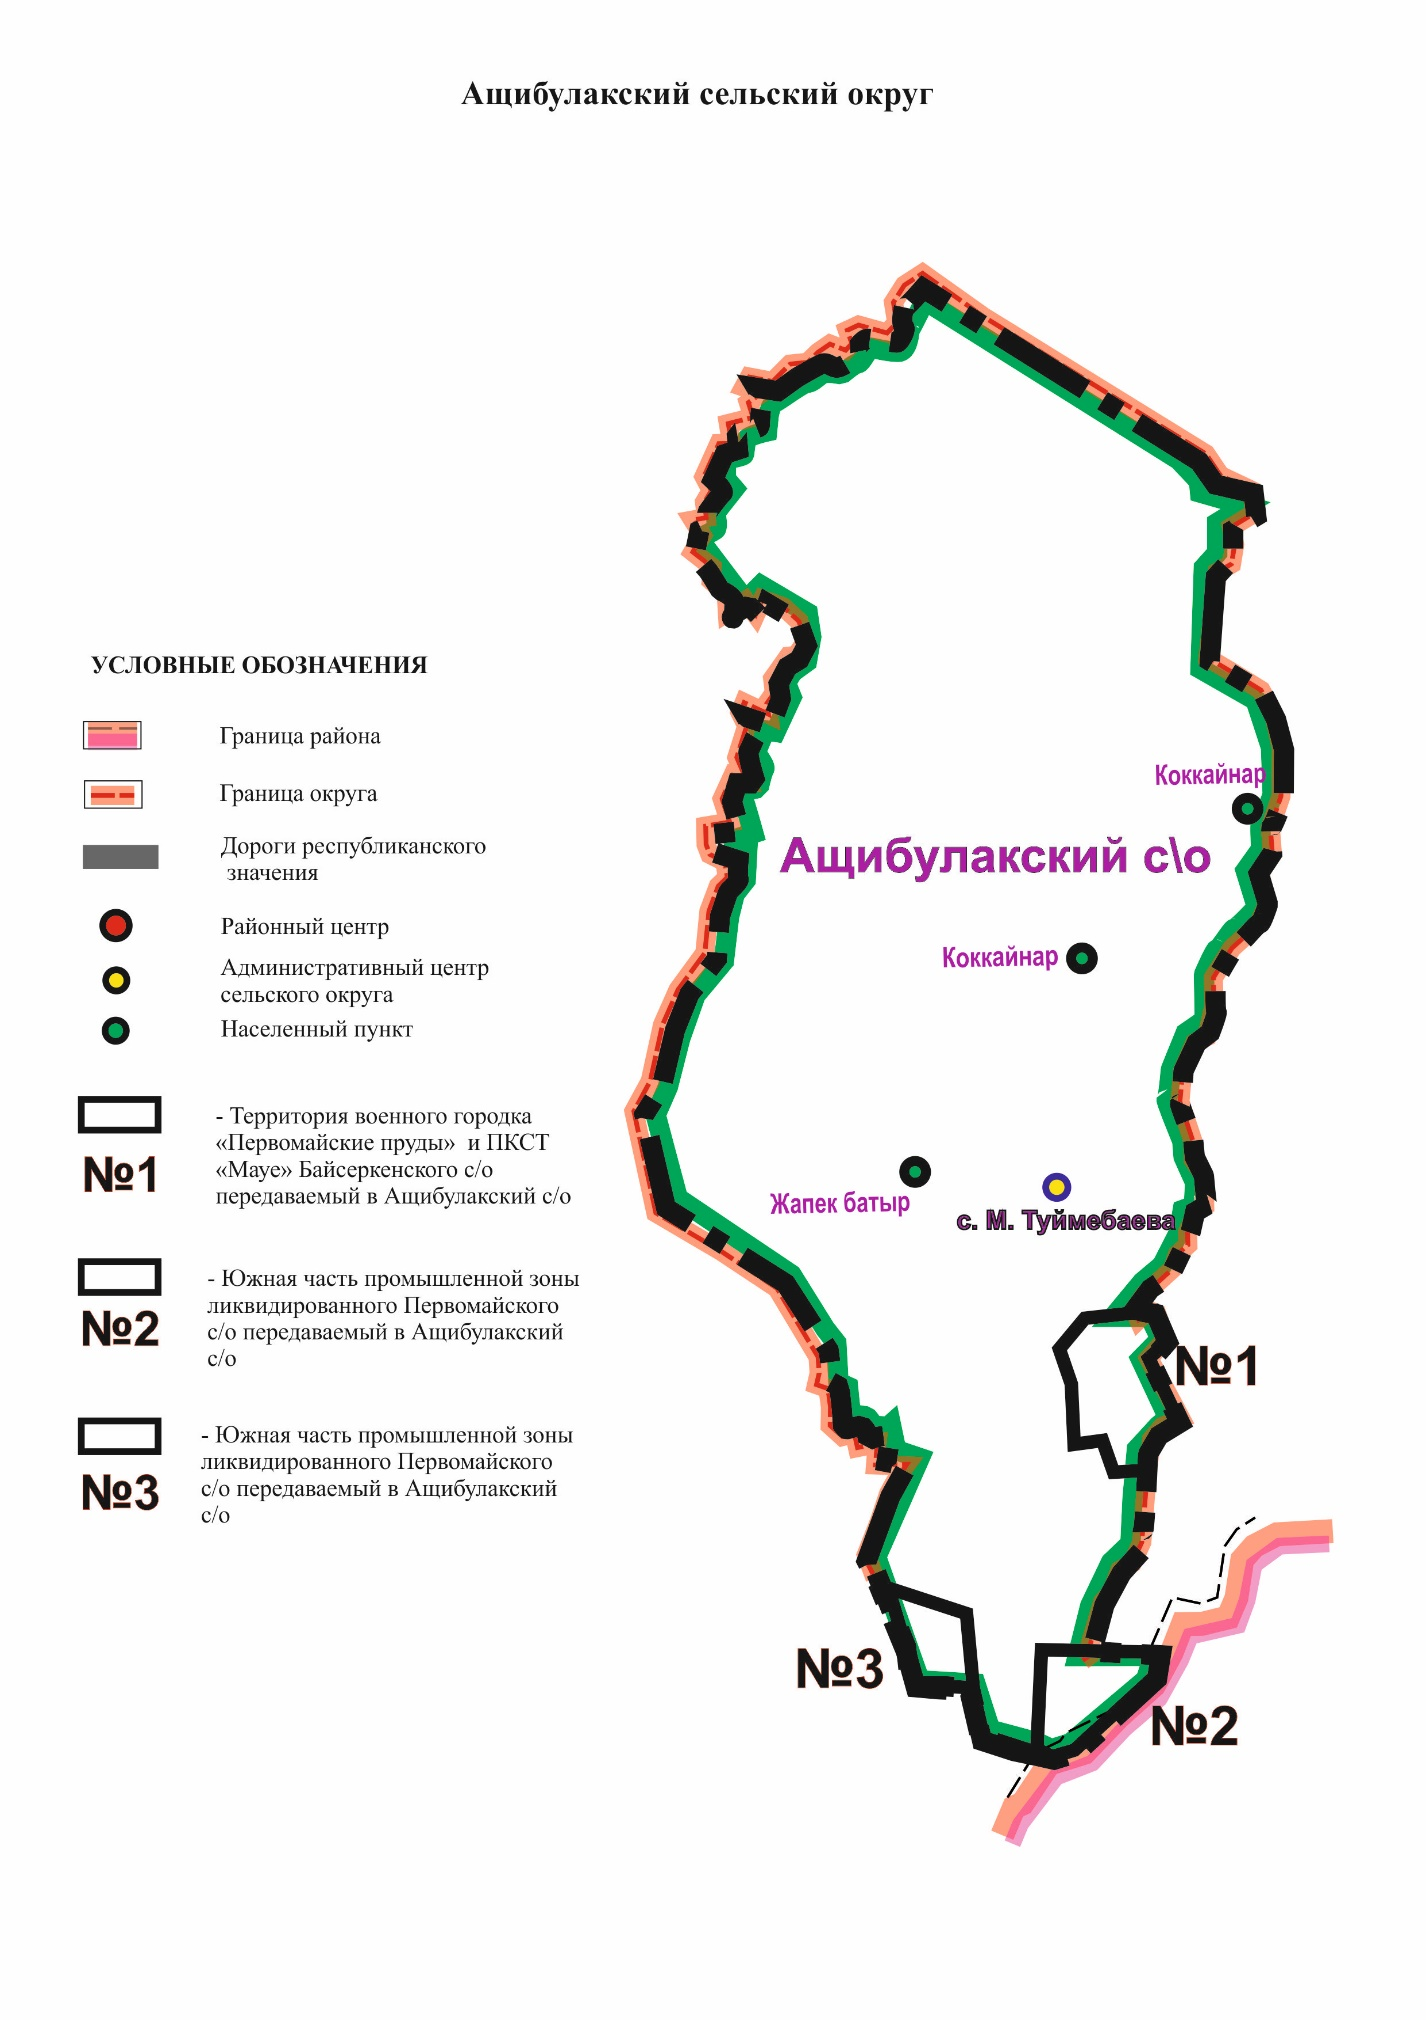 Ащибулакский сельский округ
УСЛОВНЫЕ ОБОЗНАЧЕНИЯ
Граница района
Граница округа
Дороги республиканского
значения
Районный центр
Административный центр
сельского округа
Населенный пункт
- Территория военного городка
«Первомайские пруды» и ПКСТ
«Мауе» Байсеркенского с/о
передаваемый в Ащибулакский с/о
№1
- Южная часть промышленной зоны
ликвидированного Первомайского
с/о передаваемый в Ащибулакский
с/о
№2
- Южная часть промышленной зоны
ликвидированного Первомайского
с/о передаваемый в Ащибулакский
с/о
№3
Коккайнар
Ащибулакский с\о
Коккайнар
Жапек батыр
с. М. Туймебаева
№1
№3
№2